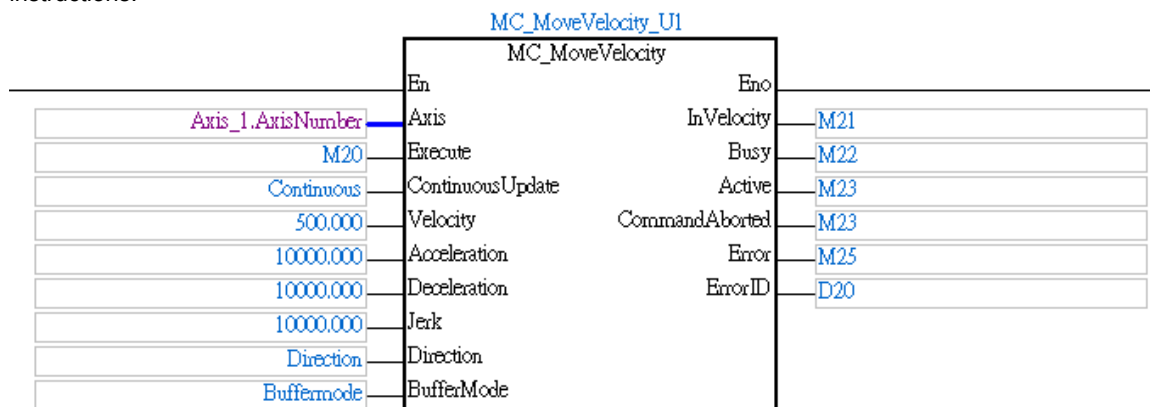 instructions.
MC_MoveVelocity_U1
MC_MoveVelocity
En Eno
Axis_1.AxisNumber Axis InVelocity M21
M20 Execute Busy M22
Continuous ContinuousUpdate Active M23
500.000 Velocity CommandAborted M23
10000.000 Acceleration Error M25
10000.000 Deceleration ErrorID D20
10000.000 Jerk
Direction Direction
Buffermode BufferMode